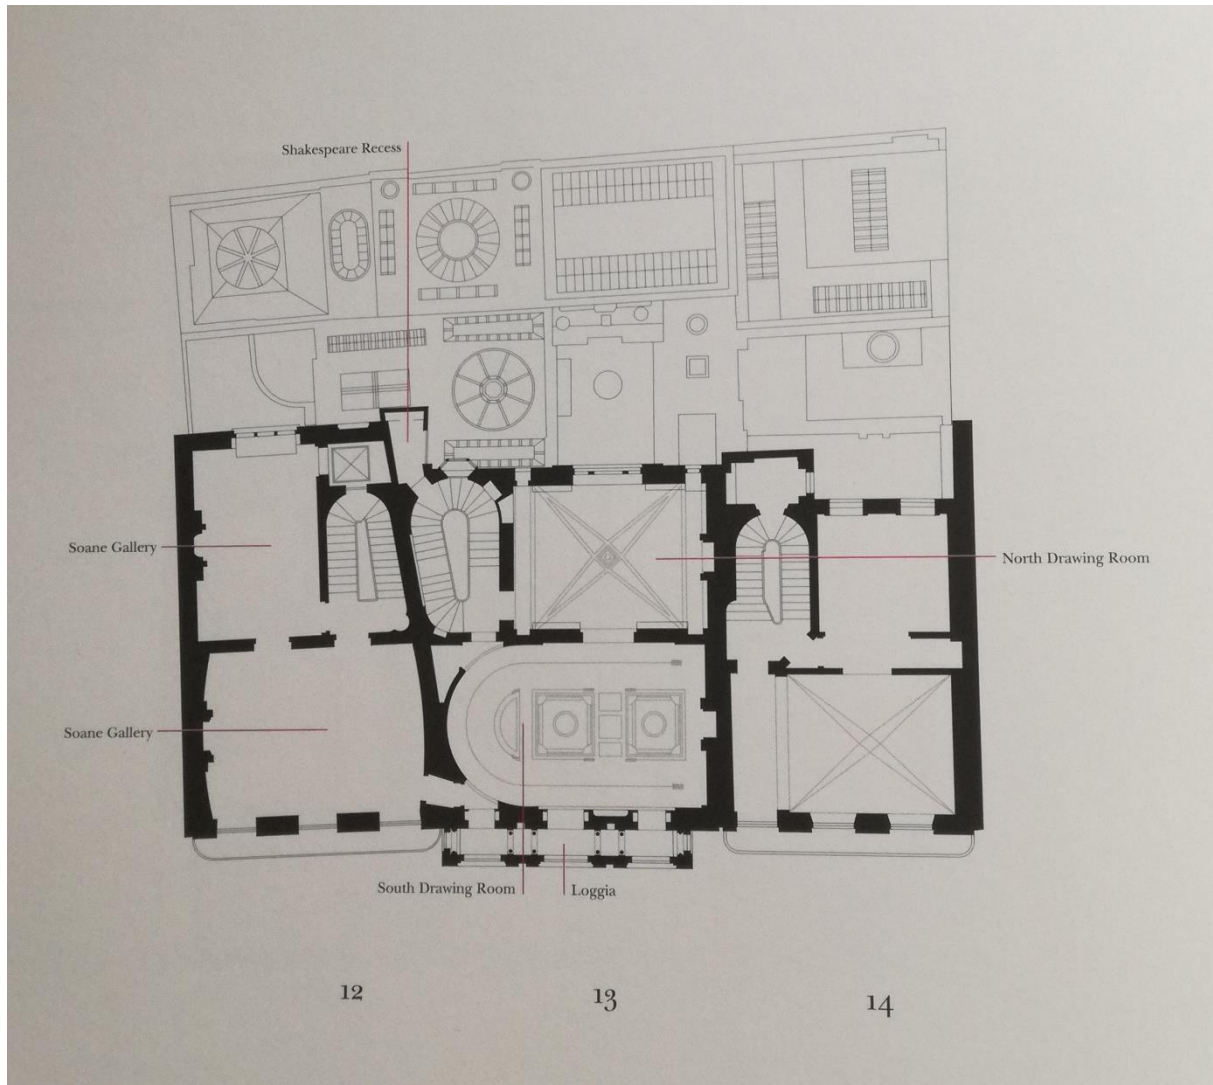 Shakespeare Recess
Soane Gallery
North Drawing Room
Soane Gallery
South Drawing Room
Loggia
12
13
14